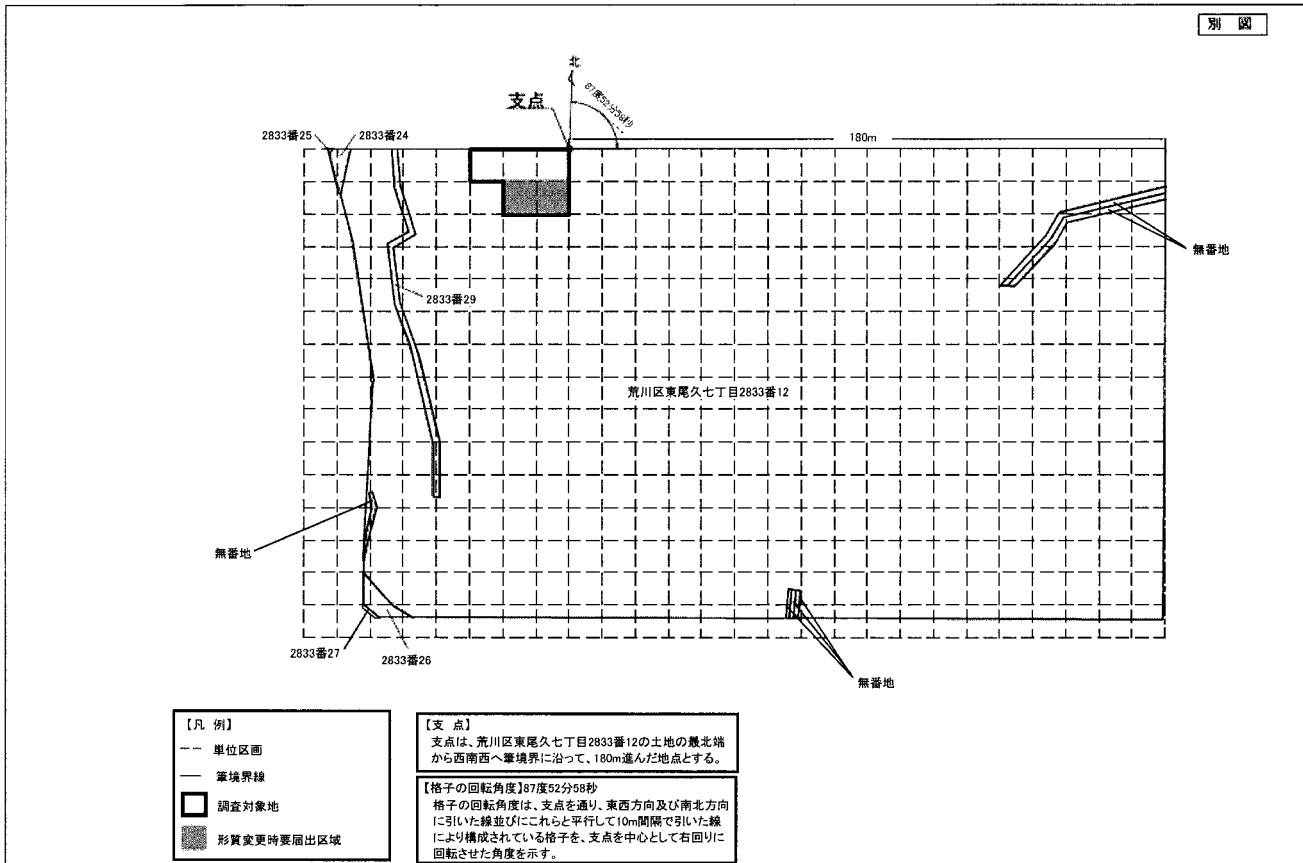 別 図
北
87度52分58秒
支点
180m
2833番25
2833番24
無番地
2833番29
荒川区東尾久七丁目2833番12
無番地
2833番27
2833番26
無番地
【凡 例】
単位区画
筆境界線
調査対象地
形質変更時要届出区域
【支 点】
支点は、荒川区東尾久七丁目2833番12の土地の最北端
から西南西へ筆境界に沿って、180m進んだ地点とする。
【格子の回転角度】87度52分58秒
格子の回転角度は、支点を通り、東西方向及び南北方向
に引いた線並びにこれらと平行して10m間隔で引いた線
により構成されている格子を、支点を中心として右回りに
回転させた角度を示す。